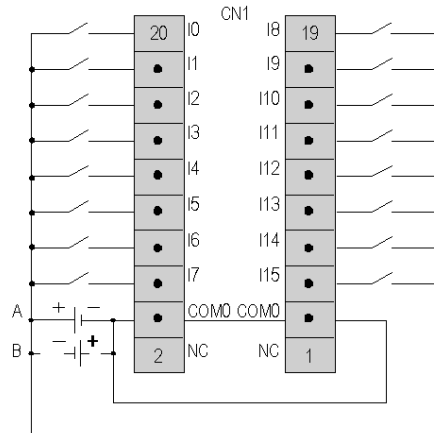 CN1
20 I0 I8 19
I1 I9
I2 I10
I3 I11
I4 I12
I5 I13
I6 I14
I7 I15
A + − COM0 COM0
B − + 2 NC NC 1